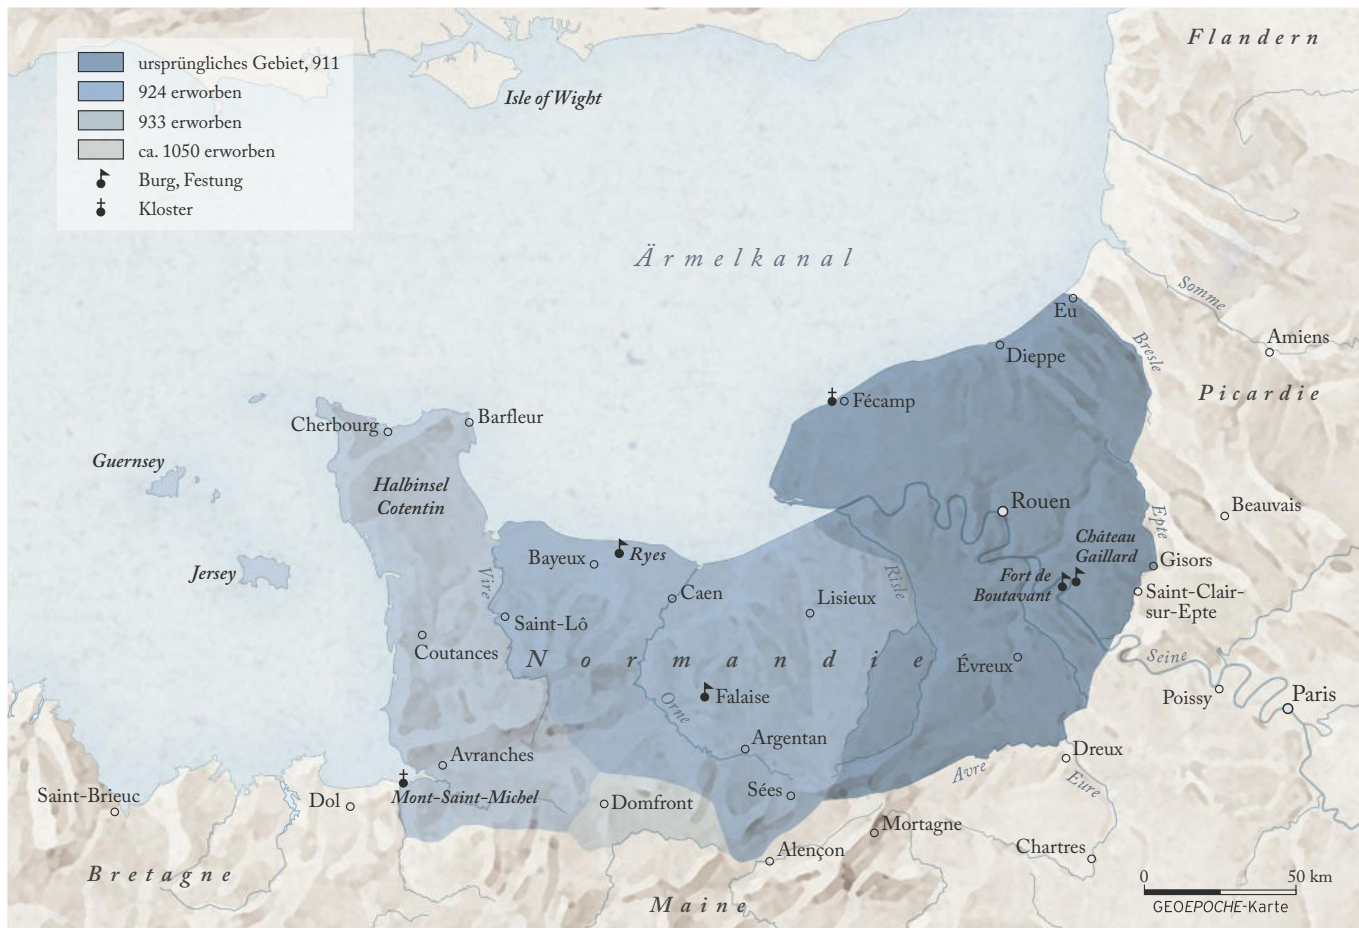 ursprüngliches Gebiet, 911
924 erworben
933 erworben
ca. 1050 erworben
Burg, Festung
Kloster
Flandern
Isle of Wight
Ärmelkanal
Somme
Eu
Amiens
Dieppe
Bresle
Picardie
Fécamp
Cherbourg
Barfleur
Guernsey
Halbinsel
Cotentin
Rouen
Beauvais
Epte
Château
Gaillard
Bayeux
Ryes
Gisors
Jersey
Vire
Risle
Fort de
Boutavant
Caen
Lisieux
Saint-Clair-
sur-Epte
Saint-Lô
Coutances
Normandie
Évreux
Seine
Poissy
Paris
Falaise
Orne
Argentan
Avranches
Dreux
Avre
Eure
Saint-Brieuc
Dol
Mont-Saint-Michel
Domfront
Sées
Mortagne
Alençon
Chartres
Bretagne
Maine
0 50 km
GEOEPOCHE-Karte